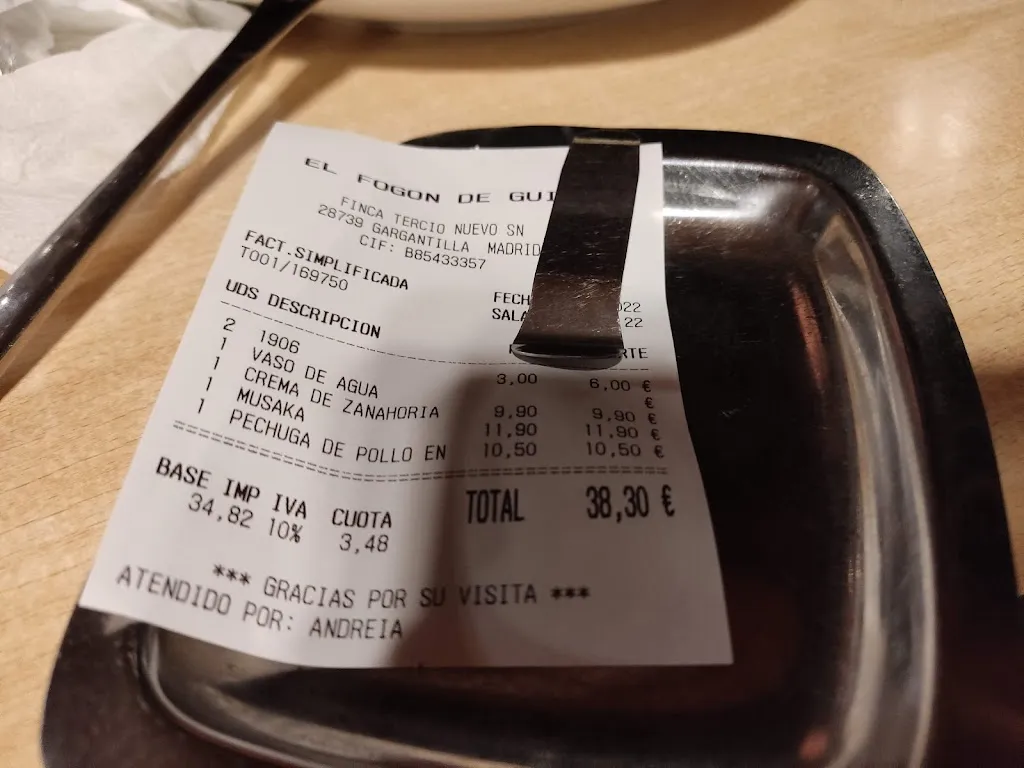 EL FOGON DE
FINCA TERCIO NUEVO SN
28739 GARGANTILLA MADRID
CIF: B85433357
FACT.SIMPLIFICADA
T001/169750
UDS DESCRIPCION
2 1906 3,00 6,00 €
1 VASO DE AGUA €
1 CREMA DE ZANAHORIA 9,90 9,90 €
1 MUSAKA 11,90 11,90 €
1 PECHUGA DE POLLO EN 10,50 10,50 €
BASE IMP IVA CUOTA TOTAL 38,30 €
34,82 10% 3,48
*** GRACIAS POR SU VISITA ***
ATENDIDO POR: ANDREIA